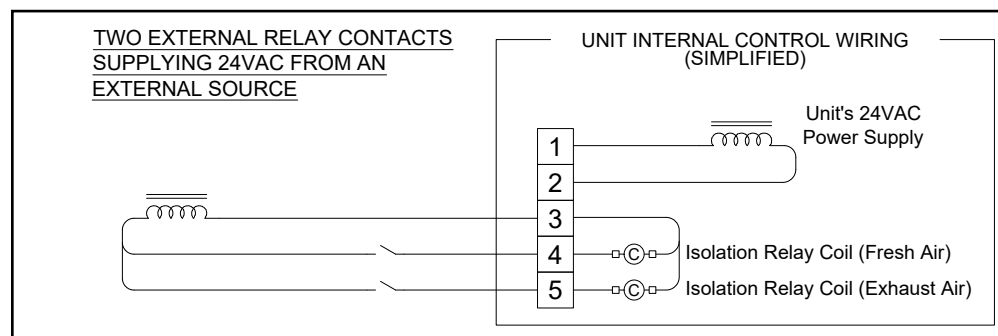 TWO EXTERNAL RELAY CONTACTS
SUPPLYING 24VAC FROM AN
EXTERNAL SOURCE
UNIT INTERNAL CONTROL WIRING
(SIMPLIFIED)
Unit's 24VAC
Power Supply
1
2
3
4
C
Isolation Relay Coil (Fresh Air)
5
C
Isolation Relay Coil (Exhaust Air)